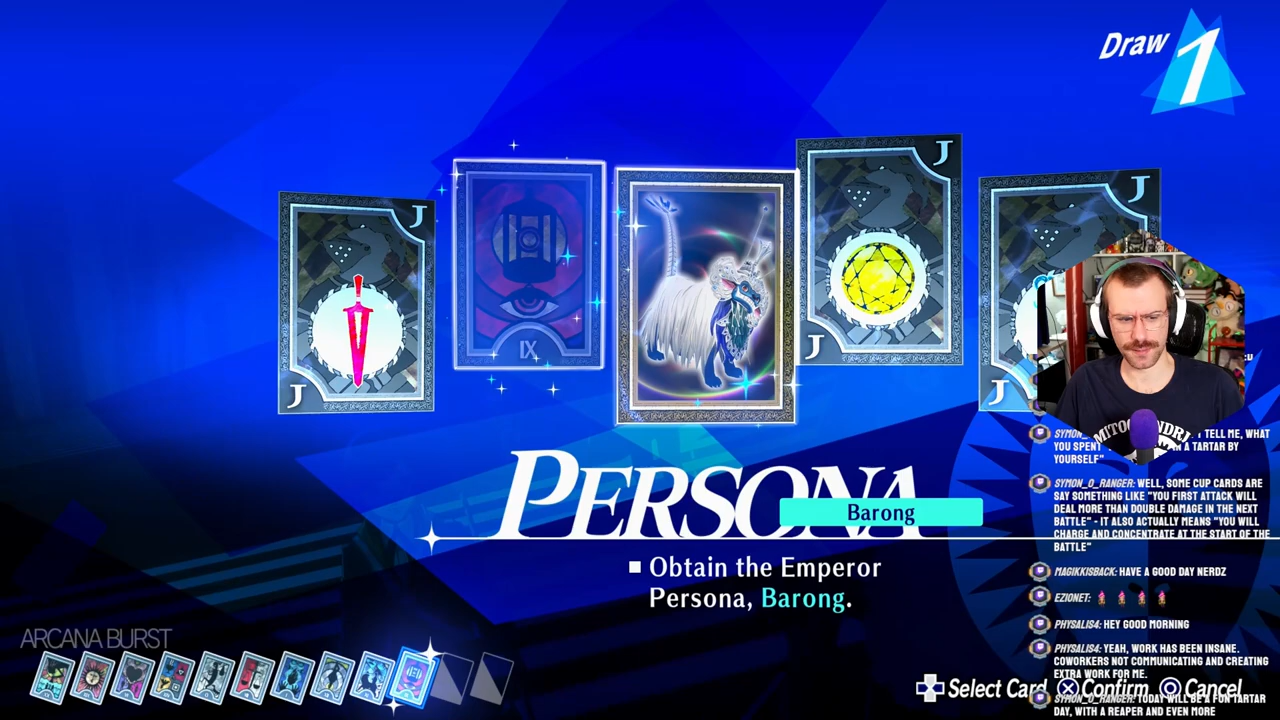 Draw 1
J
J
IX
J
J
J
J
PERSONA
Barong
Obtain the Emperor
Persona, Barong.
ARCANA BURST
Select Card Confirm Cancel
TELL ME, WHAT
YOU SPENT
A TARTAR BY
YOURSELF"
SYMON_O_RANGER: WELL, SOME CUP CARDS ARE
SAY SOMETHING LIKE "YOU FIRST ATTACK WILL
DEAL MORE THAN DOUBLE DAMAGE IN THE NEXT
BATTLE" - IT ALSO ACTUALLY MEANS "YOU WILL
CHARGE AND CONCENTRATE AT THE START OF THE
BATTLE"
MAGIKKISBACK: HAVE A GOOD DAY NERDZ
EZIONET:
PHYSALIS4: HEY GOOD MORNING
PHYSALIS4: YEAH, WORK HAS BEEN INSANE.
COWORKERS NOT COMMUNICATING AND CREATING
EXTRA WORK FOR ME.
SYMON_O_RANGER: TODAY WILL BE A FUN TARTAR
DAY, WITH A REAPER AND EVEN MORE